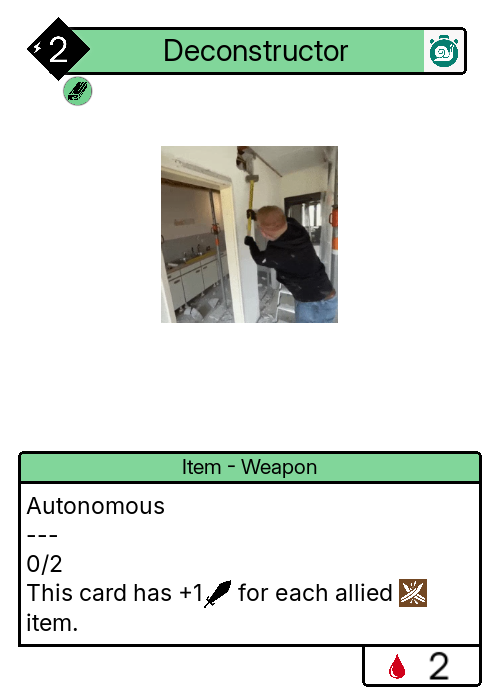 2
Deconstructor
Item - Weapon
Autonomous
---
0/2
This card has +1 for each allied
item.
2